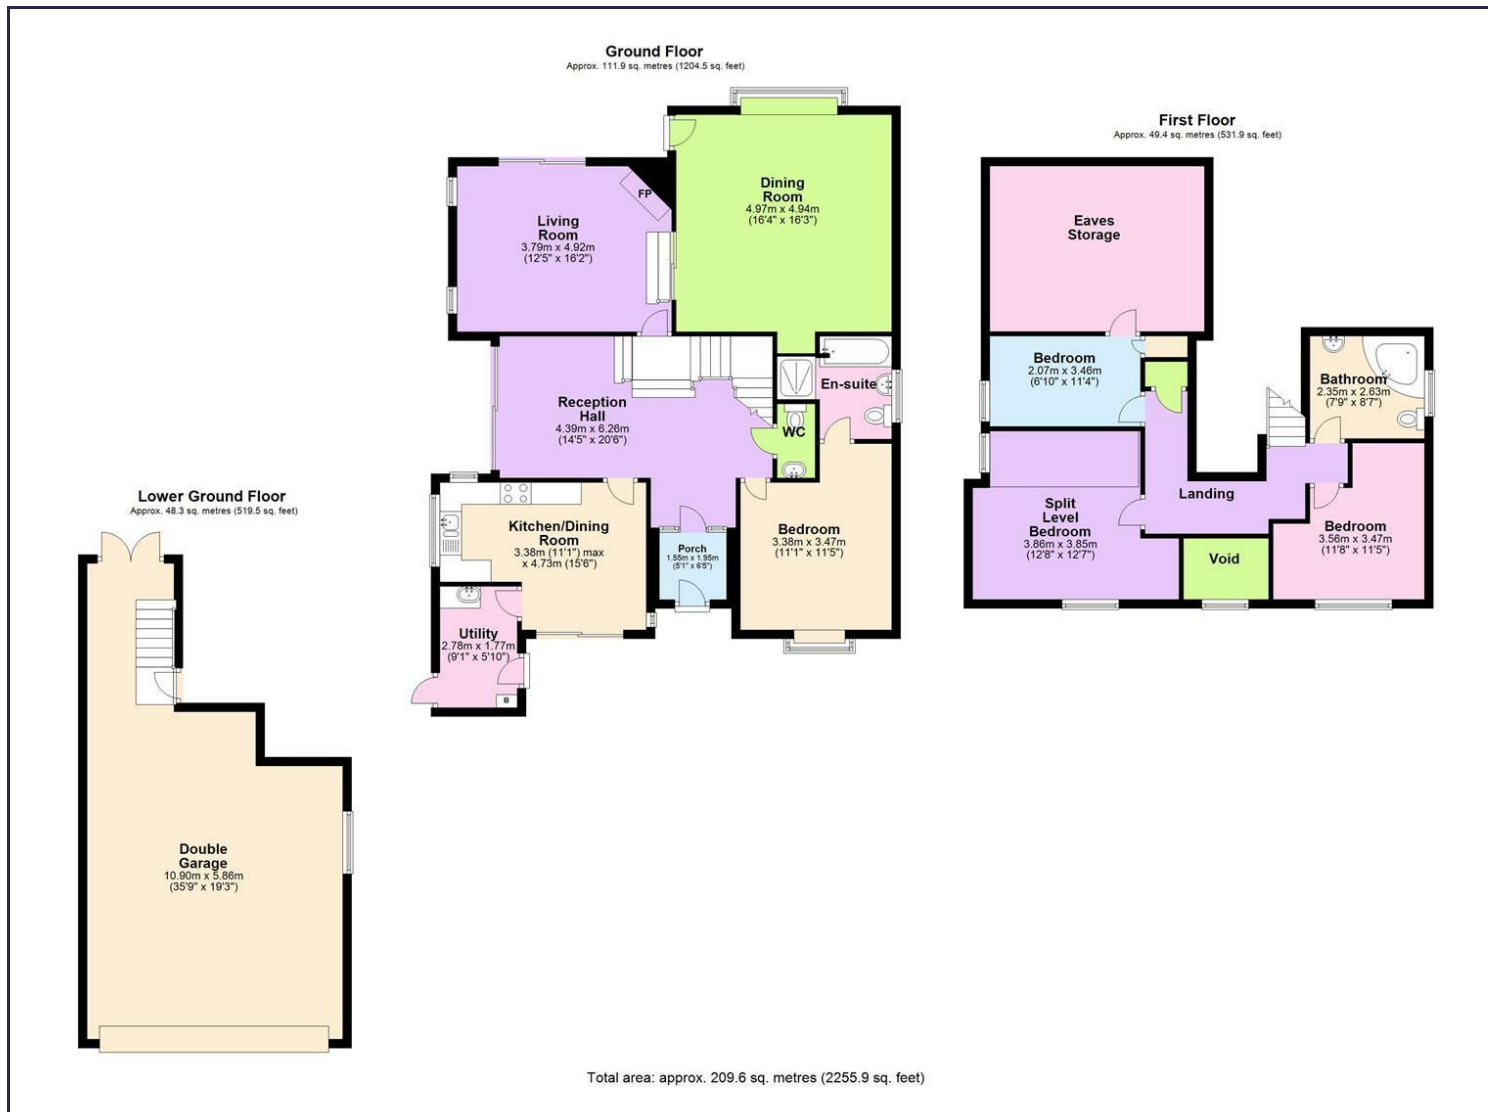 Ground Floor
Approx. 111.9 sq. metres (1204.5 sq. feet)
Dining
Room
4.97m x 4.94m
(16'4" x 16'3")
FP
Living
Room
3.79m x 4.92m
(12'5" x 16'2")
En-suite
Reception
Hall
4.39m x 6.26m
(14'5" x 20'6")
WC
Kitchen/Dining
Room
3.38m (11'1") max
x 4.73m (15'6")
Porch
1.55m x 1.95m
(5'1" x 6'5")
Bedroom
3.38m x 3.47m
(11'1" x 11'5")
Utility
2.78m x 1.77m
(9'1" x 5'10")
B
First Floor
Approx. 49.4 sq. metres (531.9 sq. feet)
Eaves
Storage
Bedroom
2.07m x 3.46m
(6'10" x 11'4")
Bathroom
2.35m x 2.63m
(7'9" x 8'7")
Landing
Split
Level
Bedroom
3.86m x 3.85m
(12'8" x 12'7")
Void
Bedroom
3.56m x 3.47m
(11'8" x 11'5")
Lower Ground Floor
Approx. 48.3 sq. metres (519.5 sq. feet)
Double
Garage
10.90m x 5.86m
(35'9" x 19'3")
Total area: approx. 209.6 sq. metres (2255.9 sq. feet)